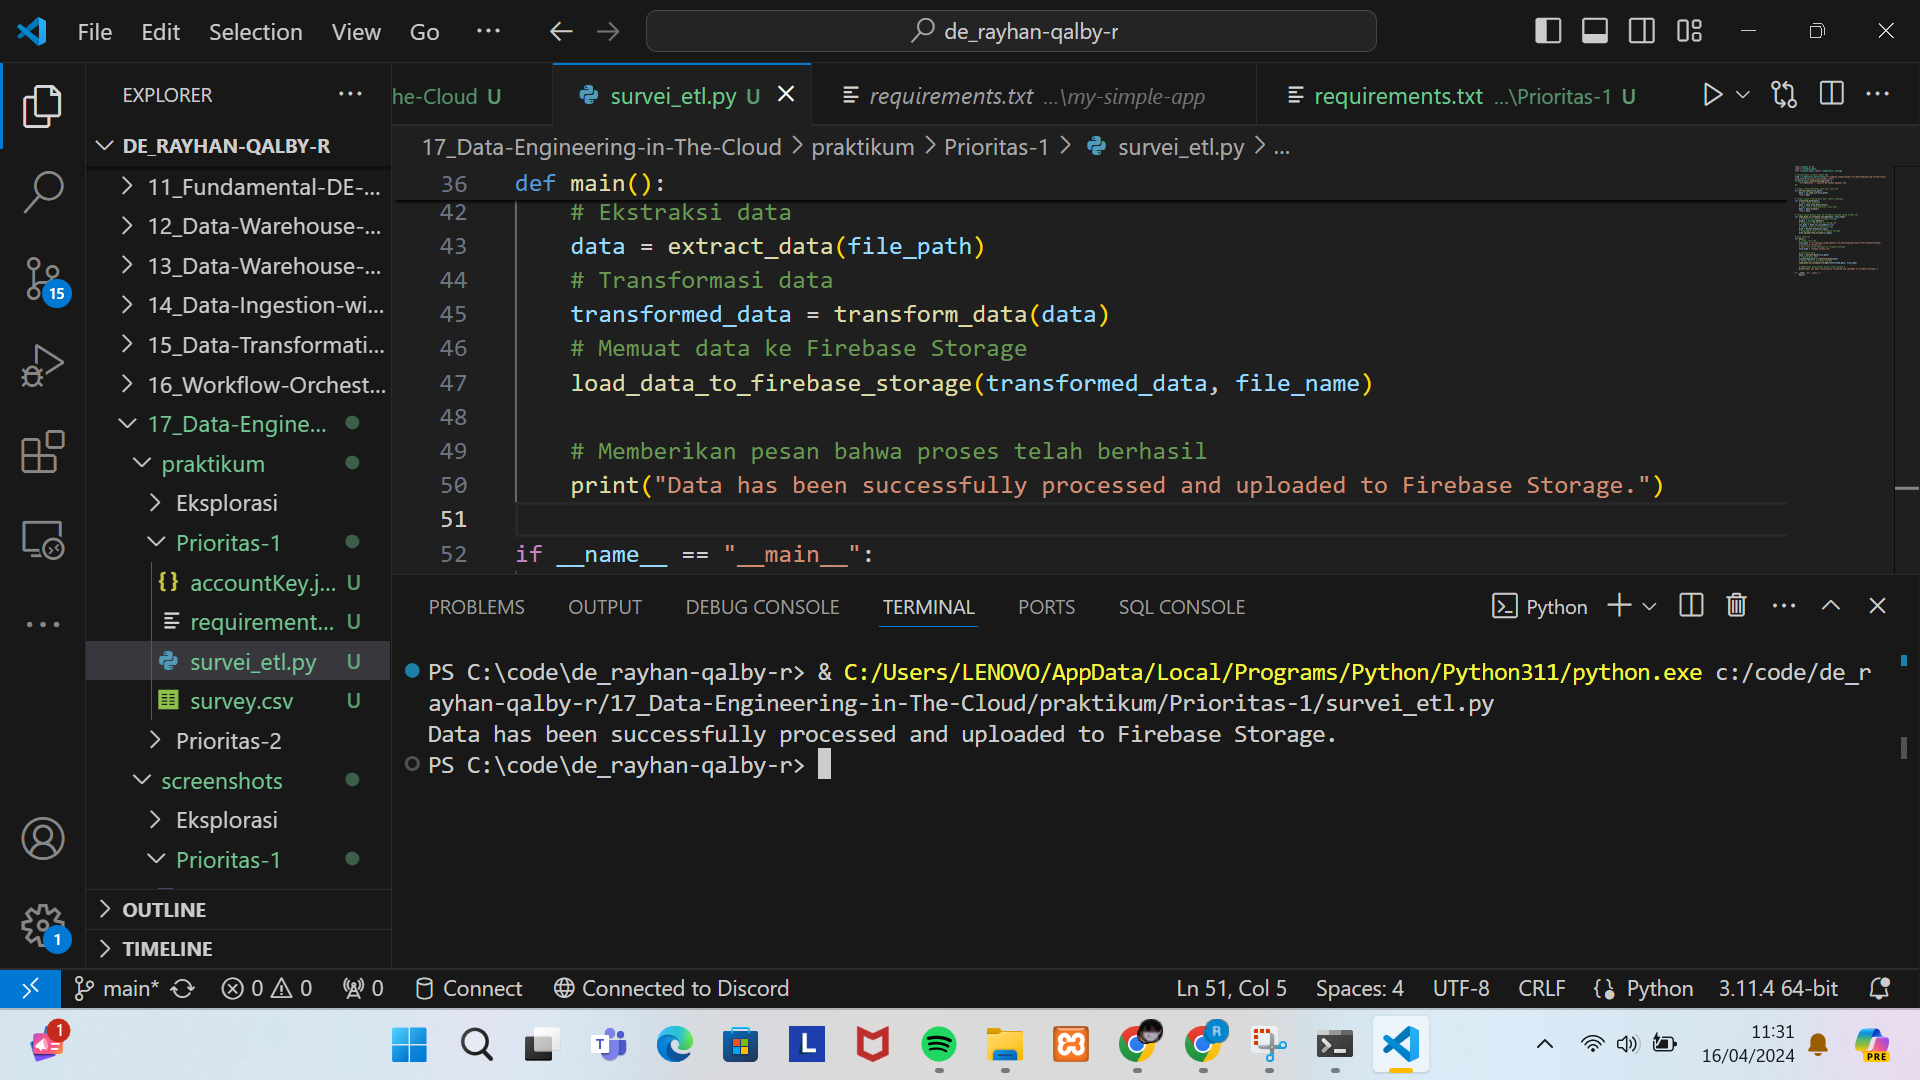 File Edit Selection View Go ··· de_rayhan-qalby-r
EXPLORER ···
he-Cloud U survei_etl.py U requirements.txt ...\my-simple-app requirements.txt ...\Prioritas-1 U
DE_RAYHAN-QALBY-R
11_Fundamental-DE-...
12_Data-Warehouse-...
13_Data-Warehouse-...
14_Data-Ingestion-wi...
15_Data-Transformati...
16_Workflow-Orchest...
17_Data-Engine...
praktikum
Eksplorasi
Prioritas-1
{} accountKey.j... U
requirement... U
survei_etl.py U
survey.csv U
Prioritas-2
screenshots
Eksplorasi
Prioritas-1
OUTLINE
TIMELINE
15
1
17_Data-Engineering-in-The-Cloud > praktikum > Prioritas-1 > survei_etl.py > ...
36 def main():
42 # Ekstraksi data
43 data = extract_data(file_path)
44 # Transformasi data
45 transformed_data = transform_data(data)
46 # Memuat data ke Firebase Storage
47 load_data_to_firebase_storage(transformed_data, file_name)
48
49 # Memberikan pesan bahwa proses telah berhasil
50 print("Data has been successfully processed and uploaded to Firebase Storage.")
51
52 if __name__ == "__main__":
PROBLEMS OUTPUT DEBUG CONSOLE TERMINAL PORTS SQL CONSOLE Python
PS C:\code\de_rayhan-qalby-r> & C:/Users/LENOVO/AppData/Local/Programs/Python/Python311/python.exe c:/code/de_r
ayhan-qalby-r/17_Data-Engineering-in-The-Cloud/praktikum/Prioritas-1/survei_etl.py
Data has been successfully processed and uploaded to Firebase Storage.
PS C:\code\de_rayhan-qalby-r>
main* 0 0 0 Connect Connected to Discord Ln 51, Col 5 Spaces: 4 UTF-8 CRLF Python 3.11.4 64-bit
1 T L R 11:31
16/04/2024 PRE